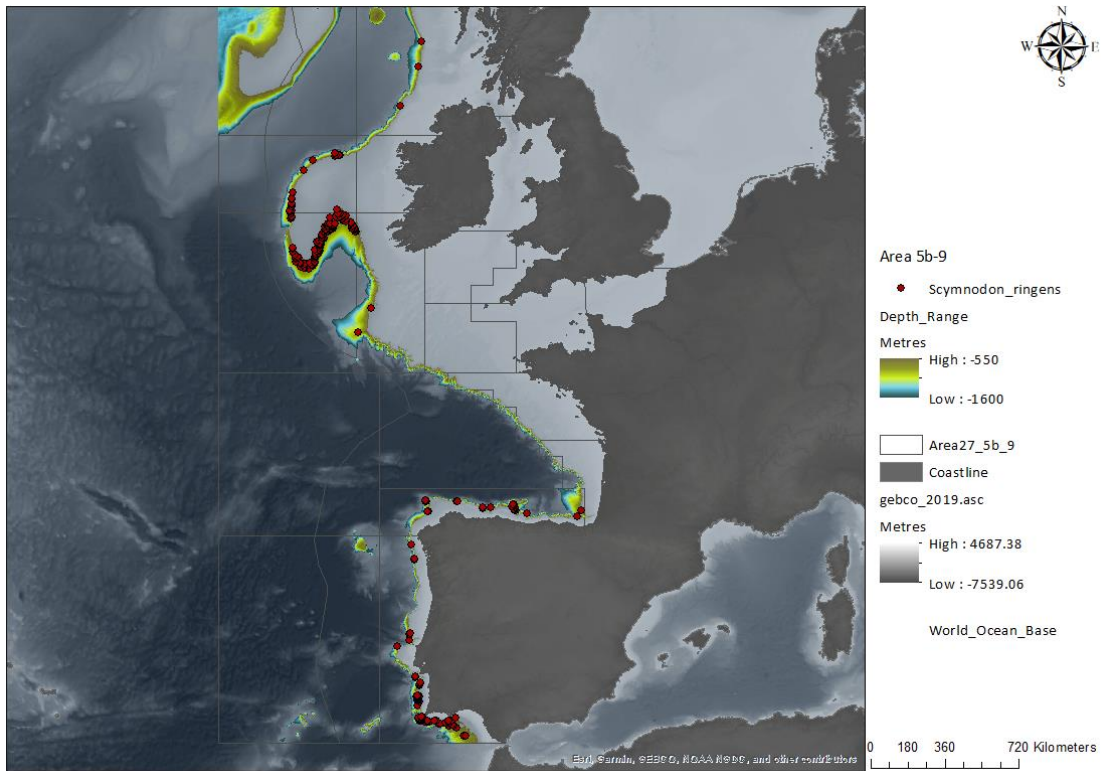 N
W E
S
Area 5b-9
Scymnodon_ringens
Depth_Range
Metres
High : -550
Low : -1600
Area27_5b_9
Coastline
gebco_2019.asc
Metres
High : 4687.38
Low : -7539.06
World_Ocean_Base
Esri, Garmin, GEBCO, NOAA NGDC, and other contributors
0 180 360 720 Kilometers